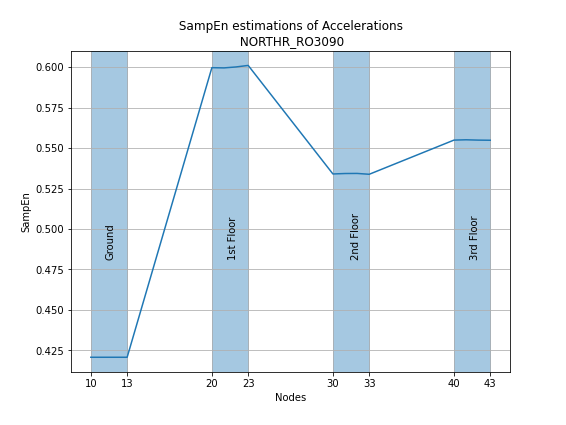 SampEn estimations of Accelerations
NORTHR_RO3090
0.600
0.575
0.550
0.525
0.500
0.475
0.450
0.425
SampEn
Ground
1st Floor
2nd Floor
3rd Floor
10 13 20 23 30 33 40 43
Nodes